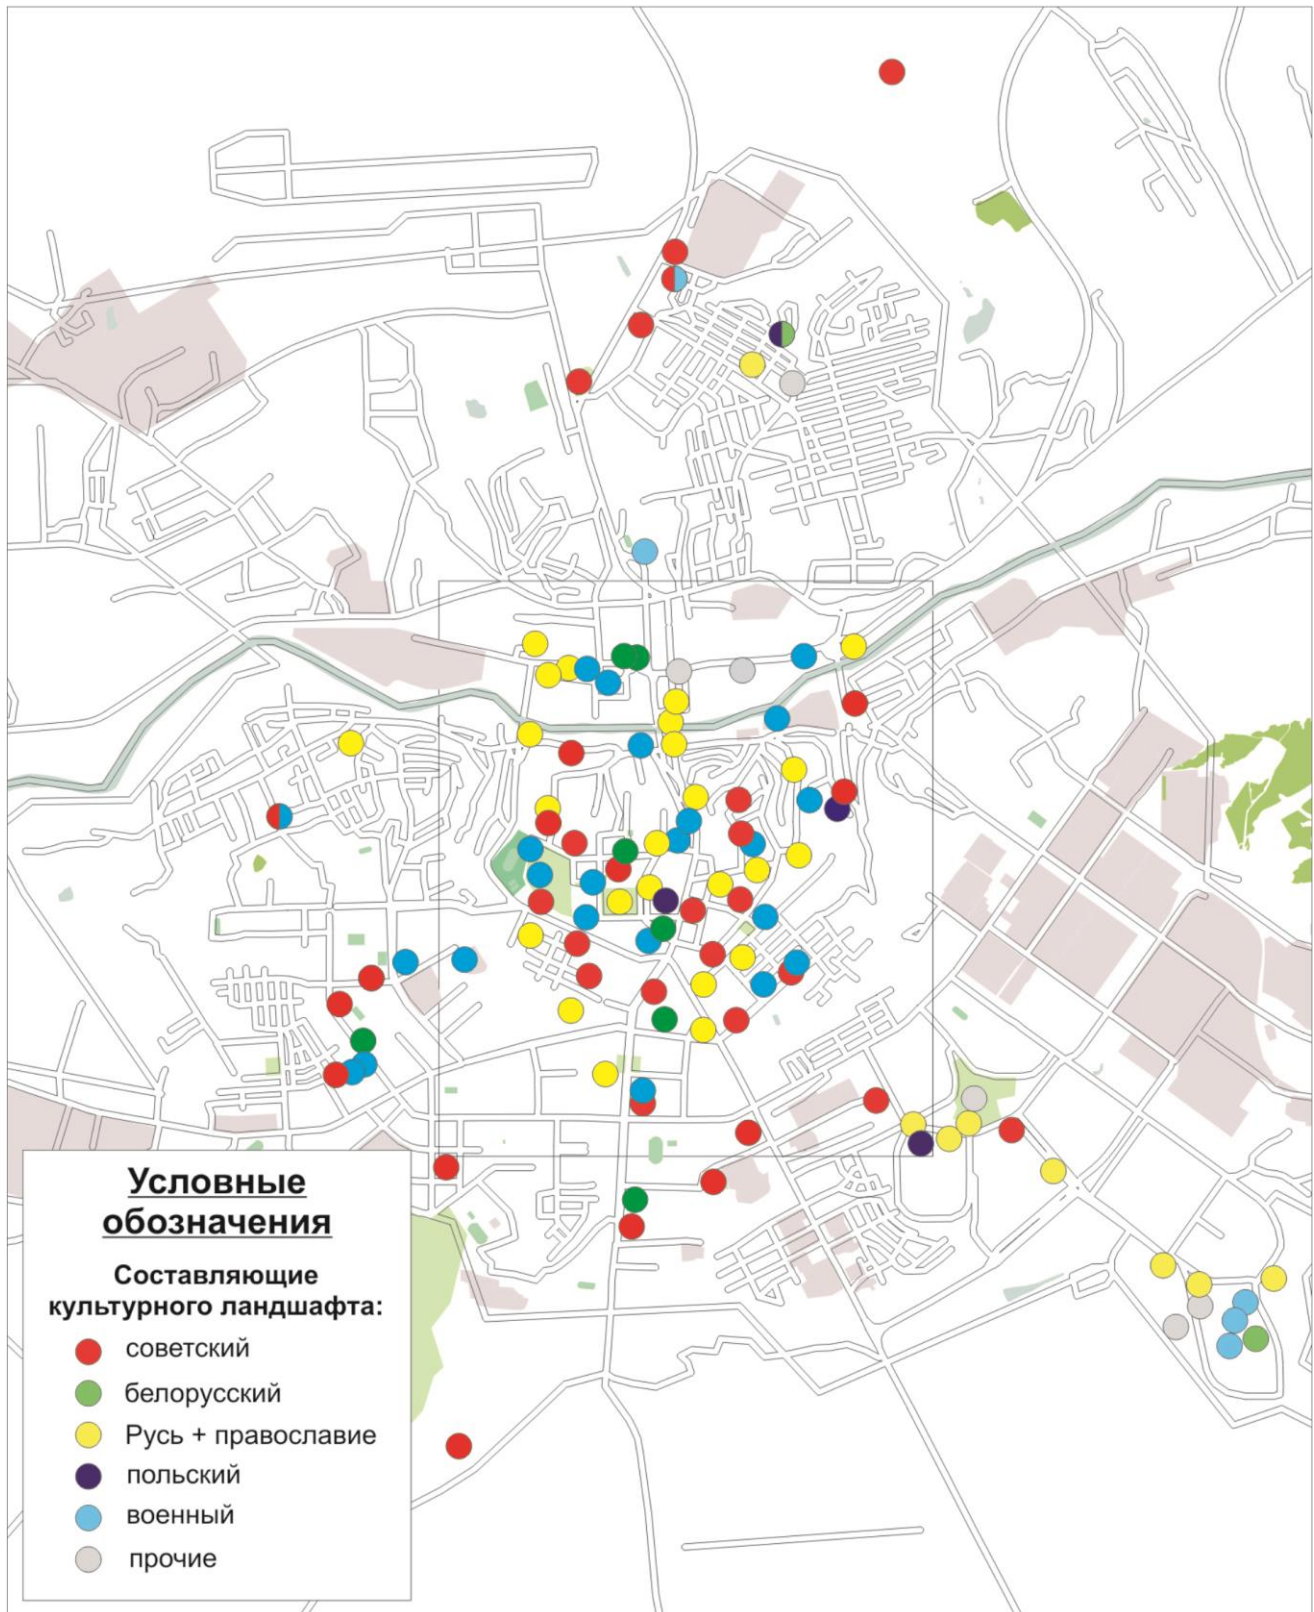 Условные
обозначения
Составляющие
культурного ландшафта:
советский
белорусский
Русь + православие
польский
военный
прочие